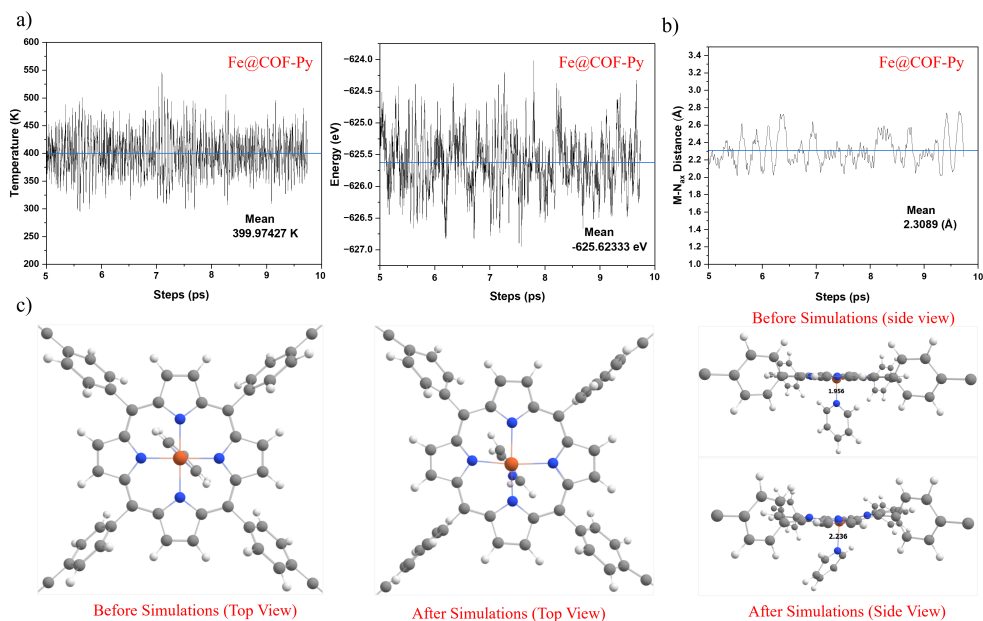 a)
b)
600
550
500
450
400
350
300
250
200
Temperature (K)
Fe@COF-Py
Mean
399.97427 K
5
6
7
8
9
10
Steps (ps)
−624.0
−624.5
−625.0
−625.5
−626.0
−626.5
−627.0
Energy (eV)
Fe@COF-Py
Mean
-625.62333 eV
5
6
7
8
9
10
Steps (ps)
3.4
3.2
3.0
2.8
2.6
2.4
2.2
2.0
1.8
1.6
1.4
1.2
1.0
M-Nax Distance (Å)
Fe@COF-Py
Mean
2.3089 (Å)
5
6
7
8
9
10
Steps (ps)
c)
Before Simulations (side view)
1.956
2.236
Before Simulations (Top View)
After Simulations (Top View)
After Simulations (Side View)